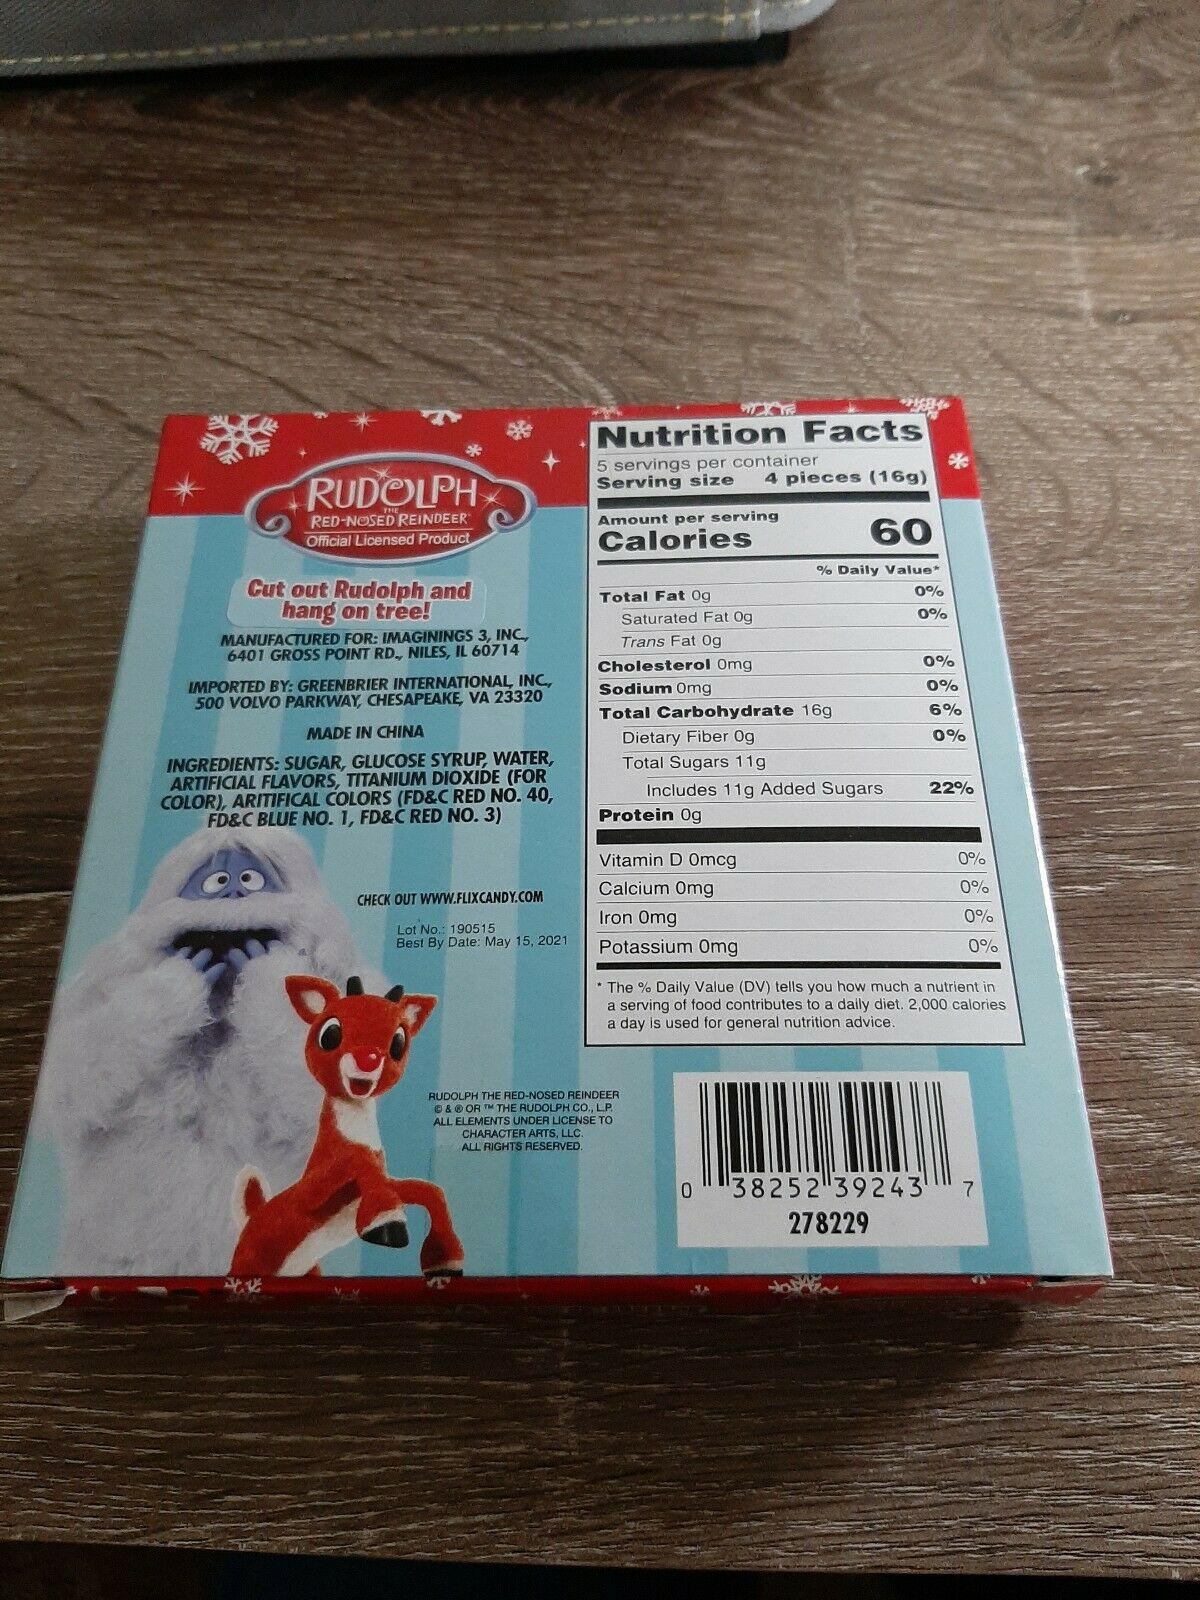 RUDOLPH
THE
RED-NOSED REINDEER
Official Licensed Product
Cut out Rudolph and
hang on tree!
MANUFACTURED FOR: IMAGININGS 3, INC.,
6401 GROSS POINT RD., NILES, IL 60714
IMPORTED BY: GREENBRIER INTERNATIONAL, INC.,
500 VOLVO PARKWAY, CHESAPEAKE, VA 23320
MADE IN CHINA
INGREDIENTS: SUGAR, GLUCOSE SYRUP, WATER,
ARTIFICIAL FLAVORS, TITANIUM DIOXIDE (FOR
COLOR), ARITIFICAL COLORS (FD&C RED NO. 40,
FD&C BLUE NO. 1, FD&C RED NO. 3)
CHECK OUT WWW.FLIXCANDY.COM
Lot No.: 190515
Best By Date: May 15, 2021
RUDOLPH THE RED-NOSED REINDEER
© & ® OR ™ THE RUDOLPH CO., L.P.
ALL ELEMENTS UNDER LICENSE TO
CHARACTER ARTS, LLC.
ALL RIGHTS RESERVED.
Nutrition Facts
5 servings per container
Serving size 4 pieces (16g)
Amount per serving
Calories 60
% Daily Value*
Total Fat 0g 0%
Saturated Fat 0g 0%
Trans Fat 0g
Cholesterol 0mg 0%
Sodium 0mg 0%
Total Carbohydrate 16g 6%
Dietary Fiber 0g 0%
Total Sugars 11g
Includes 11g Added Sugars 22%
Protein 0g
Vitamin D 0mcg 0%
Calcium 0mg 0%
Iron 0mg 0%
Potassium 0mg 0%
* The % Daily Value (DV) tells you how much a nutrient in
a serving of food contributes to a daily diet. 2,000 calories
a day is used for general nutrition advice.
0 38252 39243 7
278229